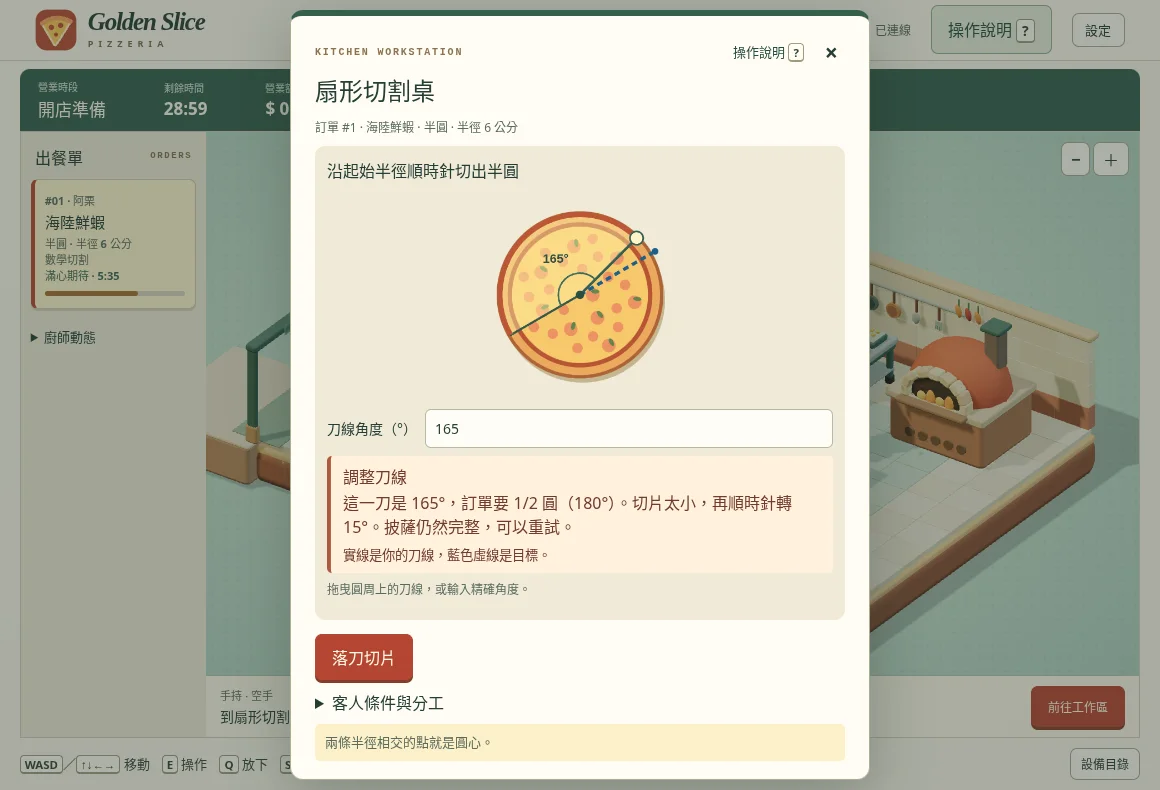 Golden Slice
PIZZERIA
已連線
操作說明 ?
設定
營業時段
開店準備
剩餘時間
28:59
$ 0
出餐單
ORDERS
#01 · 阿栗
海陸鮮蝦
半圓 · 半徑 6 公分
數學切割
滿心期待 · 5:35
▶ 廚師動態
KITCHEN WORKSTATION
操作說明 ?
×
扇形切割桌
訂單 #1 · 海陸鮮蝦 · 半圓 · 半徑 6 公分
沿起始半徑順時針切出半圓
165°
刀線角度（°）
165
調整刀線
這一刀是 165°，訂單要 1/2 圓（180°）。切片太小，再順時針轉
15°。披薩仍然完整，可以重試。
實線是你的刀線，藍色虛線是目標。
拖曳圓周上的刀線，或輸入精確角度。
落刀切片
▶ 客人條件與分工
兩條半徑相交的點就是圓心。
− +
手持 · 空手
到扇形切割
前往工作區
WASD／↑↓←→ 移動 E 操作 Q 放下
設備目錄